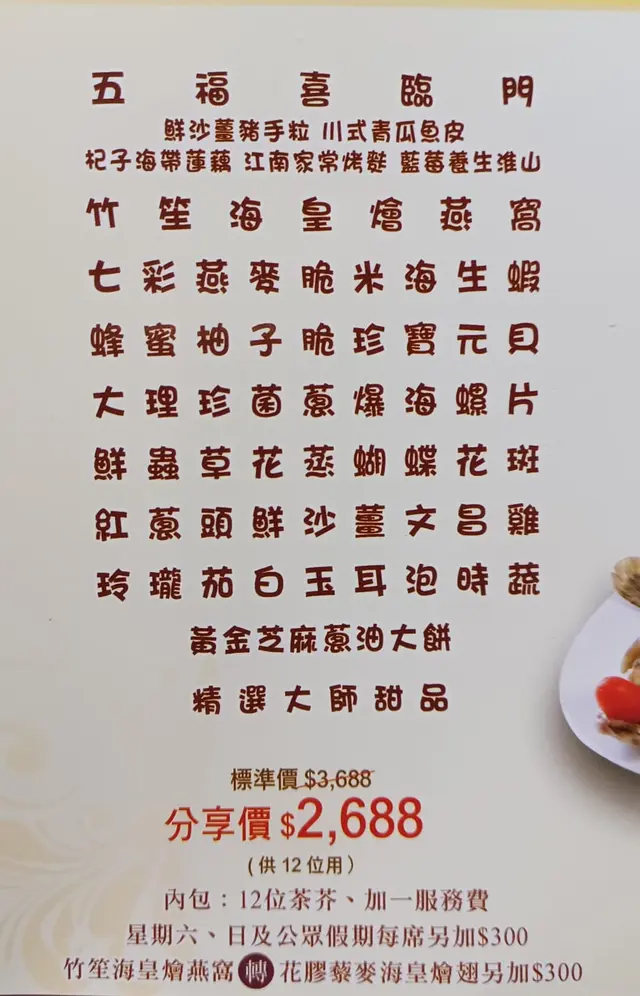 五福喜臨門
鮮沙薑豬手粒 川式青瓜魚皮
杞子海帶蓮藕 江南家常烤麩 藍莓養生淮山
竹笙海皇燴燕窩
七彩燕麥脆米海生蝦
蜂蜜柚子脆珍寶元貝
大理珍菌蔥爆海螺片
鮮蟲草花蒸蝴蝶花斑
紅蔥頭鮮沙薑文昌雞
玲瓏茄白玉耳泡時蔬
黃金芝麻蔥油大餅
精選大師甜品
標準價 $3,688
分享價 $2,688
(供 12 位用)
內包：12位茶芥、加一服務費
星期六、日及公眾假期每席另加$300
竹笙海皇燴燕窩 轉 花膠藜麥海皇燴翅另加$300